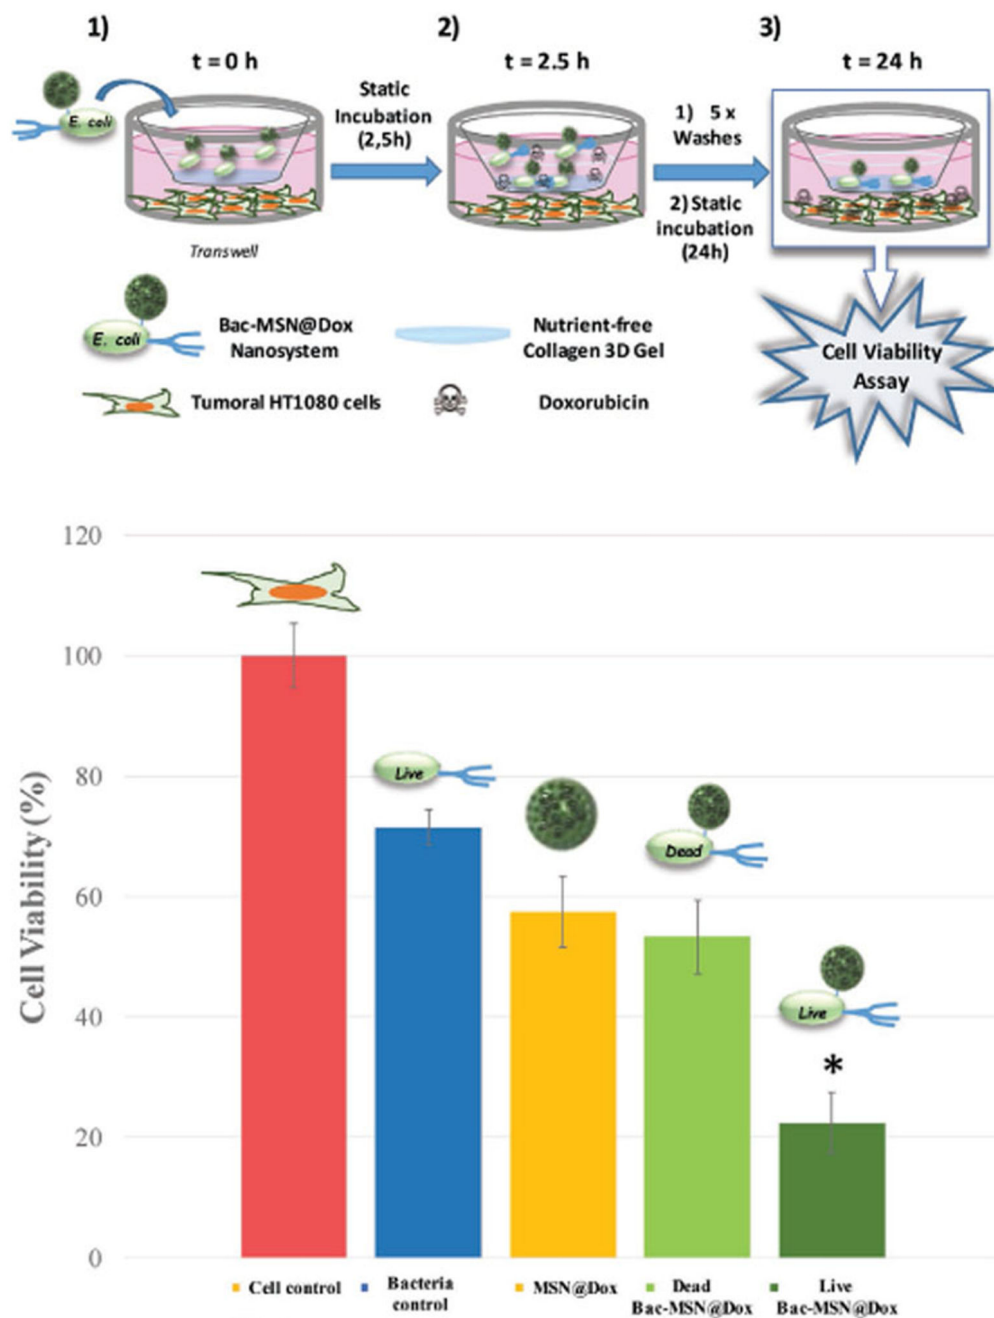 1)
2)
3)
t = 0 h
t = 2.5 h
t = 24 h
E. coli
Static
Incubation
(2,5h)
1) 5 x
Washes
2) Static
incubation
(24h)
Transwell
E. coli
Bac-MSN@Dox
Nanosystem
Nutrient-free
Collagen 3D Gel
Tumoral HT1080 cells
Doxorubicin
Cell Viability
Assay
Cell Viability (%)
120
100
80
60
40
20
0
Live
Dead
Live
*
Cell control
Bacteria
control
MSN@Dox
Dead
Bac-MSN@Dox
Live
Bac-MSN@Dox